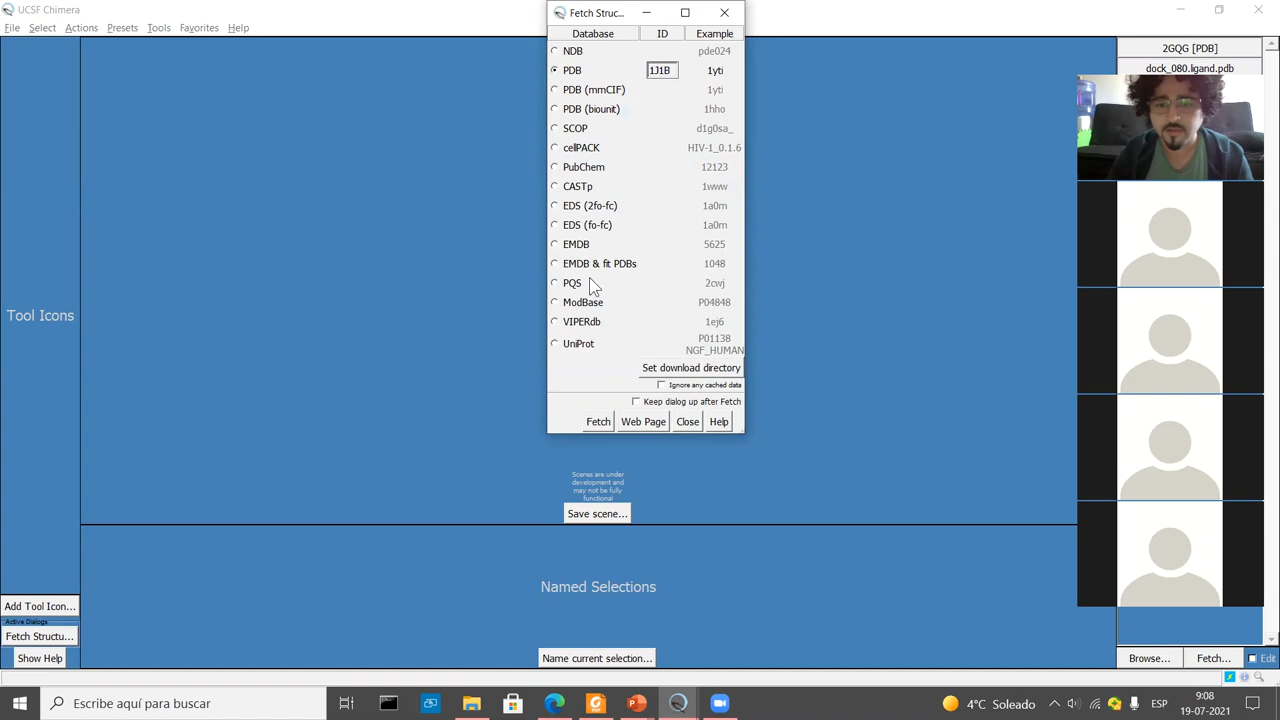 UCSF Chimera
File Select Actions Presets Tools Favorites Help
Fetch Struc...
Database ID Example
NDB pde024
PDB 1J1B 1yti
PDB (mmCIF) 1yti
PDB (biounit) 1hho
SCOP d1g0sa_
cellPACK HIV-1_0.1.6
PubChem 12123
CASTp 1www
EDS (2fo-fc) 1a0m
EDS (fo-fc) 1a0m
EMDB 5625
EMDB & fit PDBs 1048
PQS 2cwj
ModBase P04848
VIPERdb 1ej6
UniProt P01138
NGF_HUMAN
Set download directory
Ignore any cached data
Keep dialog up after Fetch
Fetch Web Page Close Help
2GQG [PDB]
dock_080.ligand.pdb
Tool Icons
Scenes are under
development and
may not be fully
functional
Save scene...
Named Selections
Name current selection...
Add Tool Icon...
Active Dialogs
Fetch Structu...
Show Help
Browse... Fetch... Edit
Escribe aquí para buscar
4°C Soleado
ESP
9:08
19-07-2021